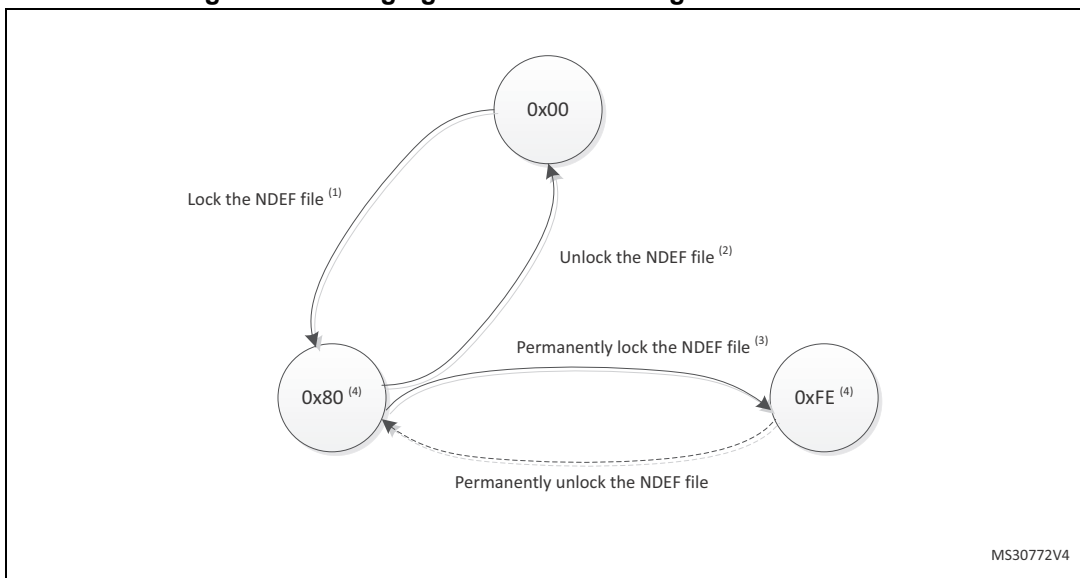 0x00
Lock the NDEF file (1)
Unlock the NDEF file (2)
Permanently lock the NDEF file (3)
0x80 (4)
0xFE (4)
Permanently unlock the NDEF file
MS30772V4